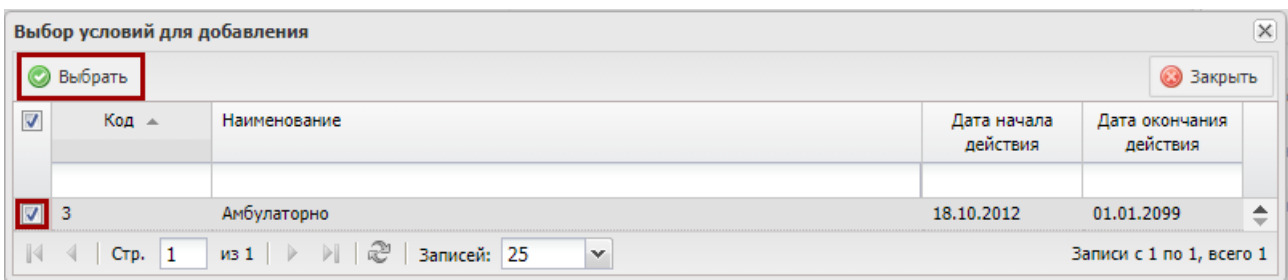 Выбор условий для добавления
Выбрать
Закрыть
Код Наименование Дата начала действия Дата окончания действия
3 Амбулаторно 18.10.2012 01.01.2099
Стр. 1 из 1 Записей: 25 Записи с 1 по 1, всего 1